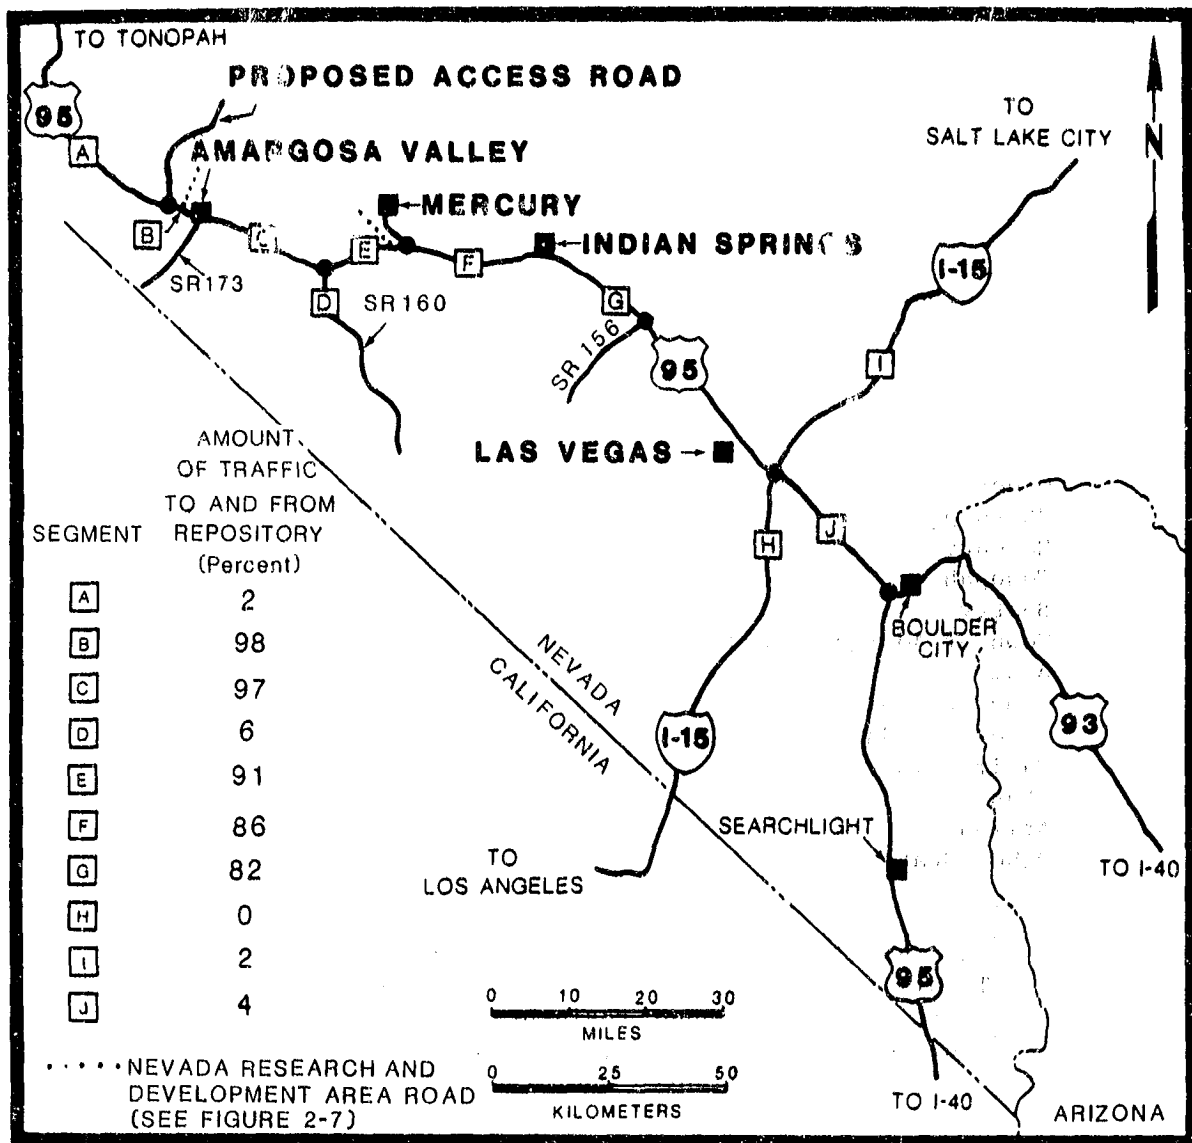 TO TONOPAH
PROPOSED ACCESS ROAD
95
TO
SALT LAKE CITY
N
A
AMARGOSA VALLEY
MERCURY
B
C
E
F
INDIAN SPRINGS
I-15
SR173
D
SR160
G
SR 156
95
I
LAS VEGAS
H
J
BOULDER
CITY
NEVADA
CALIFORNIA
I-15
93
SEARCHLIGHT
TO
LOS ANGELES
TO I-40
95
TO I-40
ARIZONA
SEGMENT
AMOUNT
OF TRAFFIC
TO AND FROM
REPOSITORY
(Percent)
A 2
B 98
C 97
D 6
E 91
F 86
G 82
H 0
I 2
J 4
0 10 20 30
MILES
0 25 50
KILOMETERS
NEVADA RESEARCH AND
DEVELOPMENT AREA ROAD
(SEE FIGURE 2-7)